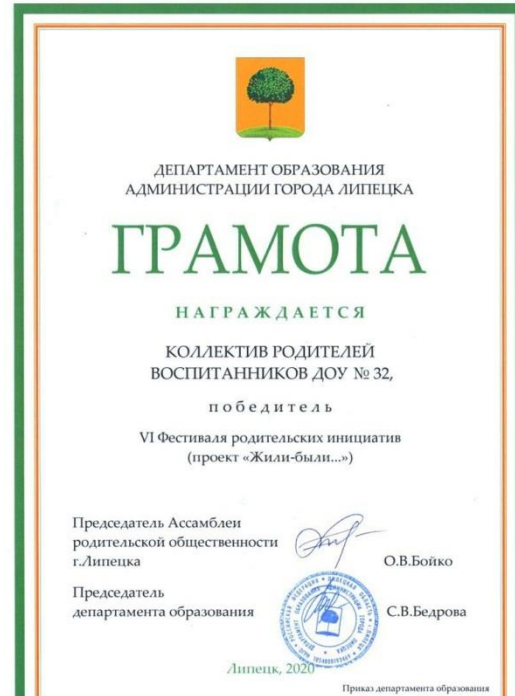 ДЕПАРТАМЕНТ ОБРАЗОВАНИЯ
АДМИНИСТРАЦИИ ГОРОДА ЛИПЕЦКА
ГРАМОТА
НАГРАЖДАЕТСЯ
КОЛЛЕКТИВ РОДИТЕЛЕЙ
ВОСПИТАННИКОВ ДОУ № 32,
победитель
VI Фестиваля родительских инициатив
(проект «Жили-были...»)
Председатель Ассамблеи
родительской общественности
г.Липецка
О.В.Бойко
Председатель
департамента образования
С.В.Бедрова
Липецк, 2020
Приказ департамента образования